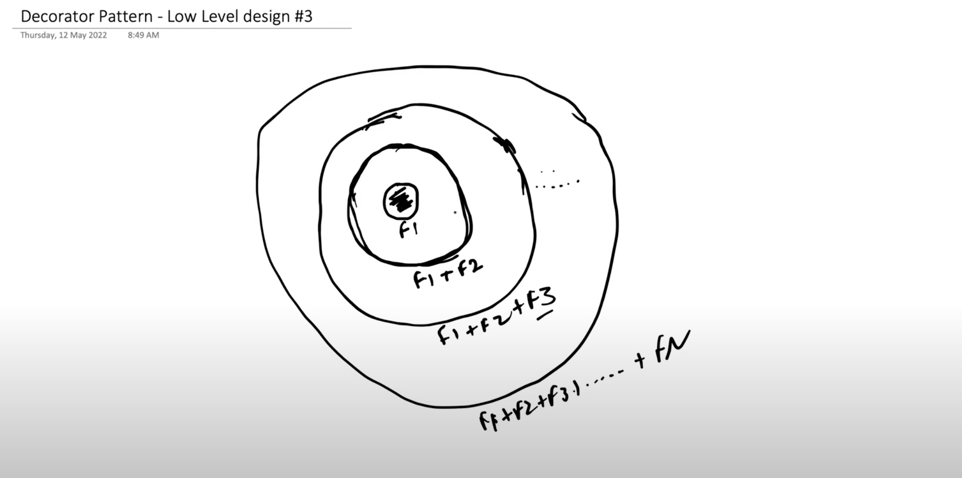 Decorator Pattern - Low Level design #3
Thursday, 12 May 2022 8:49 AM
F1
F1+F2
F1+F2+F3
F1+F2+F3.)......+ FN